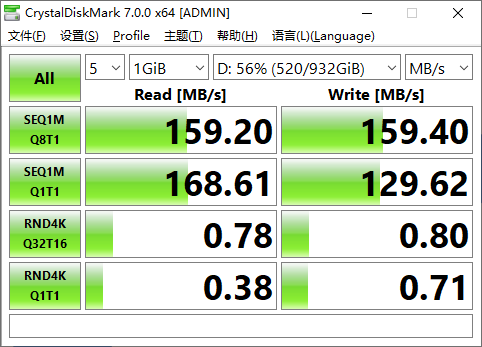 CrystalDiskMark 7.0.0 x64 [ADMIN]
文件(F) 设置(S) Profile 主题(T) 帮助(H) 语言(L)(Language)
All 5 1GiB D: 56% (520/932GiB) MB/s
Read [MB/s] Write [MB/s]
SEQ1M
Q8T1 159.20 159.40
SEQ1M
Q1T1 168.61 129.62
RND4K
Q32T16 0.78 0.80
RND4K
Q1T1 0.38 0.71